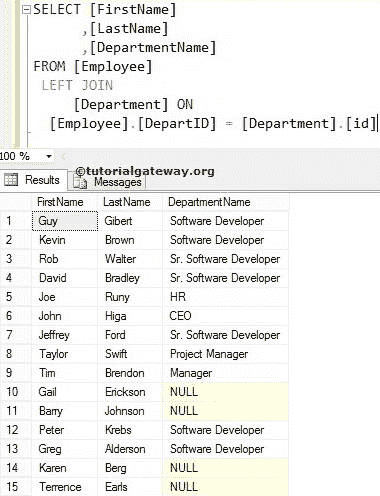 SELECT [FirstName]
,[LastName]
,[DepartmentName]
FROM [Employee]
LEFT JOIN
[Department] ON
[Employee].[DepartID] = [Department].[id]
100 %
©tutorialgateway.org
Results Messages
FirstName LastName DepartmentName
1 Guy Gibert Software Developer
2 Kevin Brown Software Developer
3 Rob Walter Sr. Software Developer
4 David Bradley Sr. Software Developer
5 Joe Runy HR
6 John Higa CEO
7 Jeffrey Ford Sr. Software Developer
8 Taylor Swift Project Manager
9 Tim Brendon Manager
10 Gail Erickson NULL
11 Barry Johnson NULL
12 Peter Krebs Software Developer
13 Greg Alderson Software Developer
14 Karen Berg NULL
15 Terrence Earls NULL